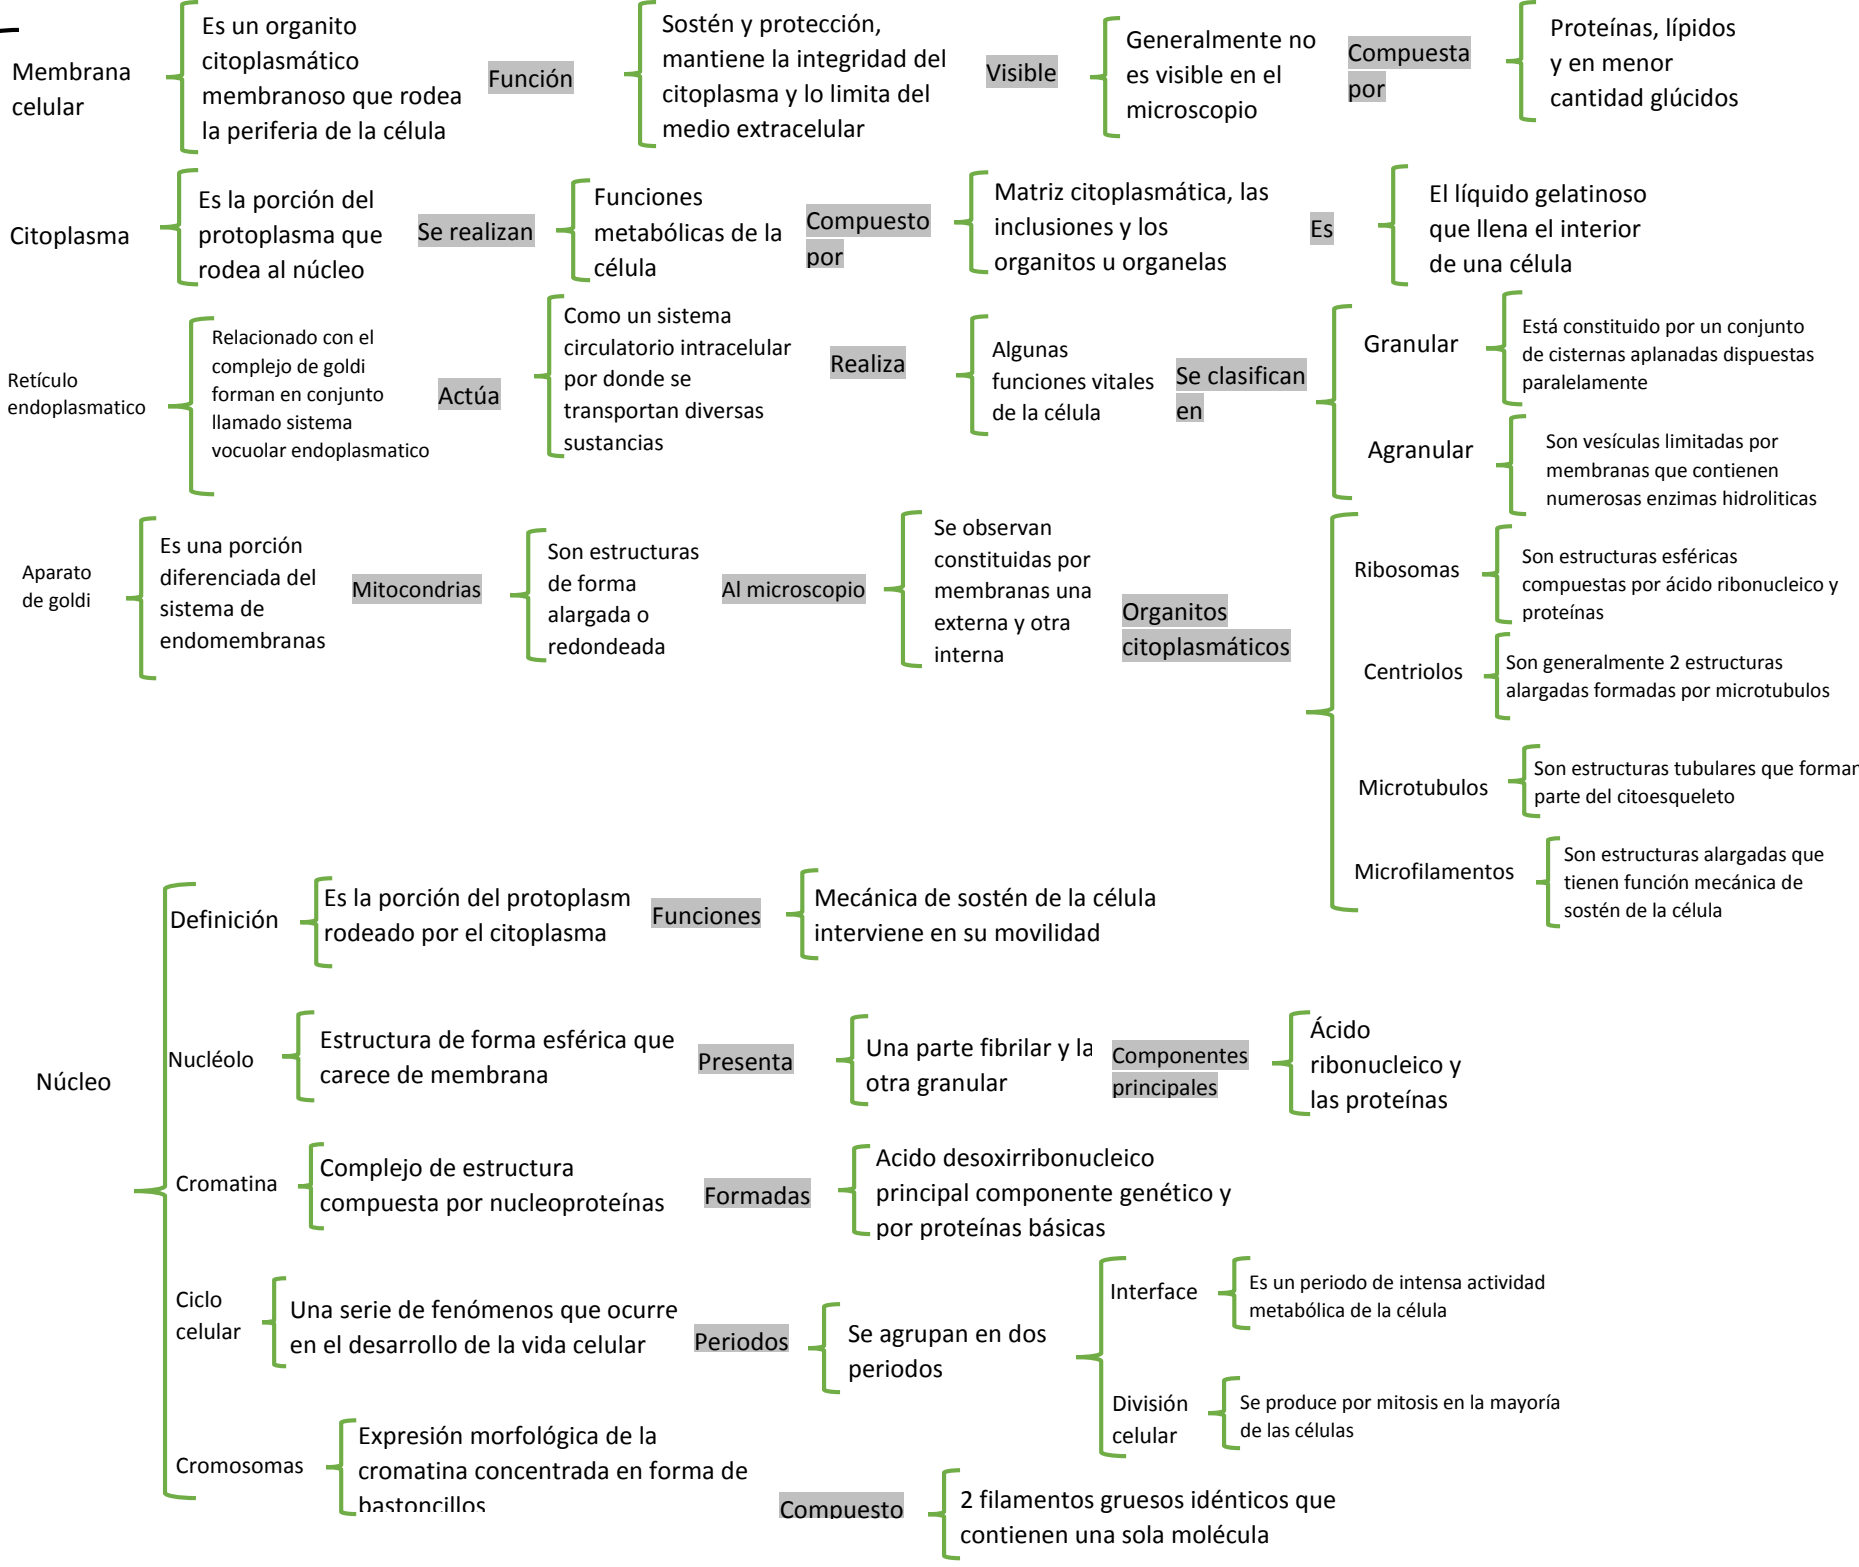 Membrana
celular
Es un organito
citoplasmático
membranoso que rodea
la periferia de la célula
Función
Sostén y protección,
mantiene la integridad del
citoplasma y lo limita del
medio extracelular
Visible
Generalmente no
es visible en el
microscopio
Compuesta
por
Proteínas, lípidos
y en menor
cantidad glúcidos
Citoplasma
Es la porción del
protoplasma que
rodea al núcleo
Se realizan
Funciones
metabólicas de la
célula
Compuesto
por
Matriz citoplasmática, las
inclusiones y los
organitos u organelas
Es
El líquido gelatinoso
que llena el interior
de una célula
Retículo
endoplasmatico
Relacionado con el
complejo de goldi
forman en conjunto
llamado sistema
vocuolar endoplasmatico
Actúa
Como un sistema
circulatorio intracelular
por donde se
transportan diversas
sustancias
Realiza
Algunas
funciones vitales
de la célula
Se clasifican
en
Granular
Está constituido por un conjunto
de cisternas aplanadas dispuestas
paralelamente
Agranular
Son vesículas limitadas por
membranas que contienen
numerosas enzimas hidroliticas
Aparato
de goldi
Es una porción
diferenciada del
sistema de
endomembranas
Mitocondrias
Son estructuras
de forma
alargada o
redondeada
Al microscopio
Se observan
constituidas por
membranas una
externa y otra
interna
Organitos
citoplasmáticos
Ribosomas
Son estructuras esféricas
compuestas por ácido ribonucleico y
proteínas
Centriolos
Son generalmente 2 estructuras
alargadas formadas por microtubulos
Microtubulos
Son estructuras tubulares que forman
parte del citoesqueleto
Microfilamentos
Son estructuras alargadas que
tienen función mecánica de
sostén de la célula
Núcleo
Definición
Es la porción del protoplasm
rodeado por el citoplasma
Funciones
Mecánica de sostén de la célula
interviene en su movilidad
Nucléolo
Estructura de forma esférica que
carece de membrana
Presenta
Una parte fibrilar y la
otra granular
Componentes
principales
Ácido
ribonucleico y
las proteínas
Cromatina
Complejo de estructura
compuesta por nucleoproteínas
Formadas
Acido desoxirribonucleico
principal componente genético y
por proteínas básicas
Ciclo
celular
Una serie de fenómenos que ocurre
en el desarrollo de la vida celular
Periodos
Se agrupan en dos
periodos
Interface
Es un periodo de intensa actividad
metabólica de la célula
División
celular
Se produce por mitosis en la mayoría
de las células
Cromosomas
Expresión morfológica de la
cromatina concentrada en forma de
bastoncillos
Compuesto
2 filamentos gruesos idénticos que
contienen una sola molécula